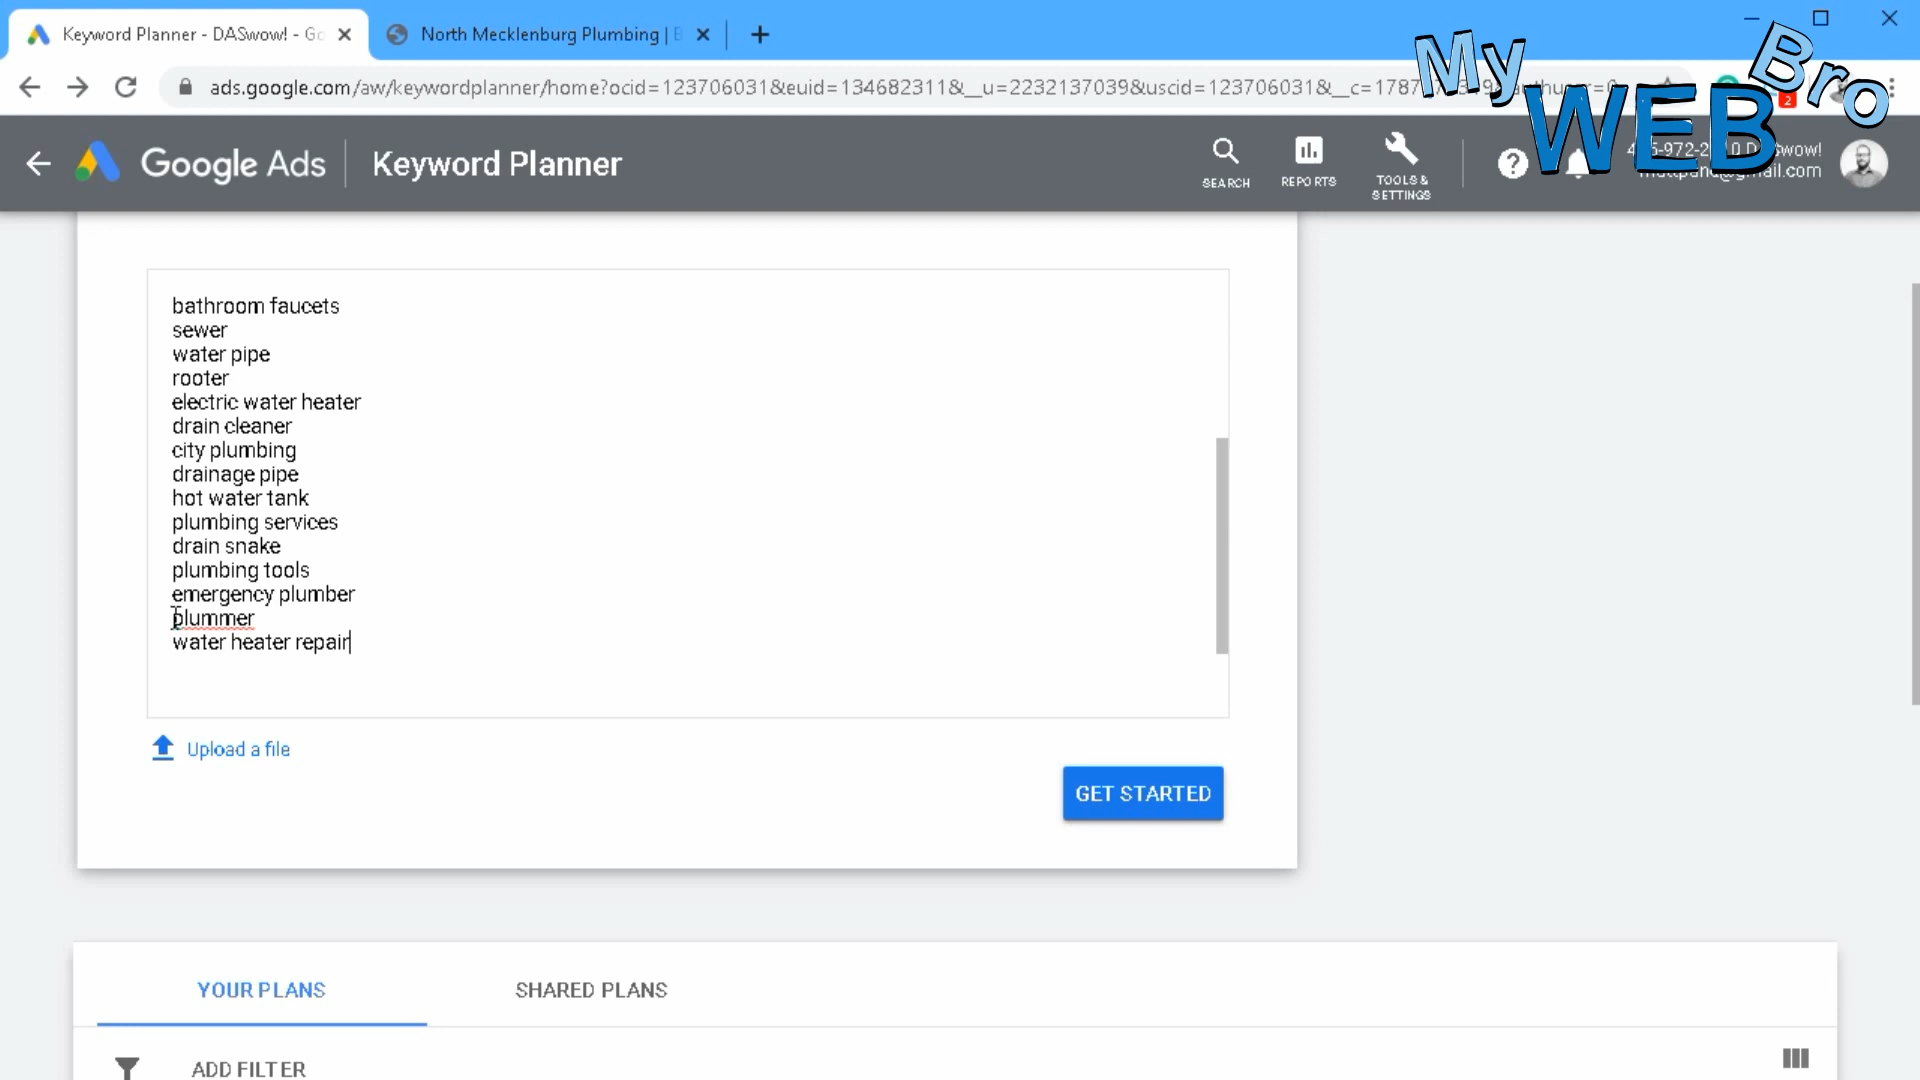 Keyword Planner - DASwow! - Go
North Mecklenburg Plumbing |
My WEB Bro
ads.google.com/aw/keywordplanner/home?ocid=123706031&euid=134682311&__u=2232137039&uscid=123706031&__c=1787
2
Google Ads
Keyword Planner
SEARCH
REPORTS
TOOLS & SETTINGS
bathroom faucets
sewer
water pipe
rooter
electric water heater
drain cleaner
city plumbing
drainage pipe
hot water tank
plumbing services
drain snake
plumbing tools
emergency plumber
plummer
water heater repair
Upload a file
GET STARTED
YOUR PLANS
SHARED PLANS
ADD FILTER